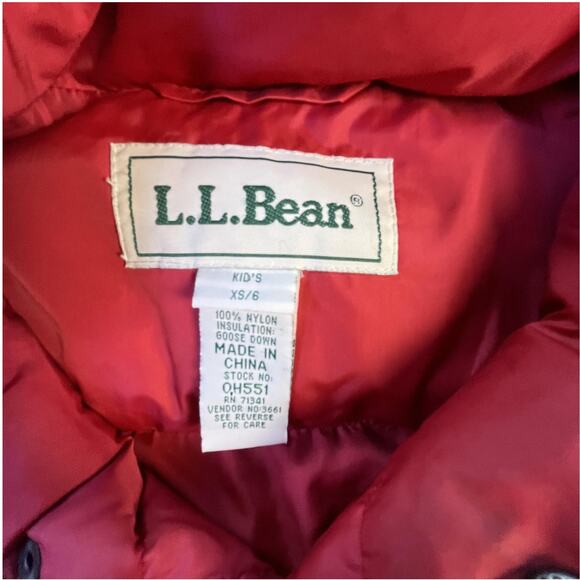 L.L.Bean®
KID'S
XS/6
100% NYLON
INSULATION:
GOOSE DOWN
MADE IN
CHINA
STOCK NO:
OH551
RN 71341
VENDOR NO:3661
SEE REVERSE
FOR CARE